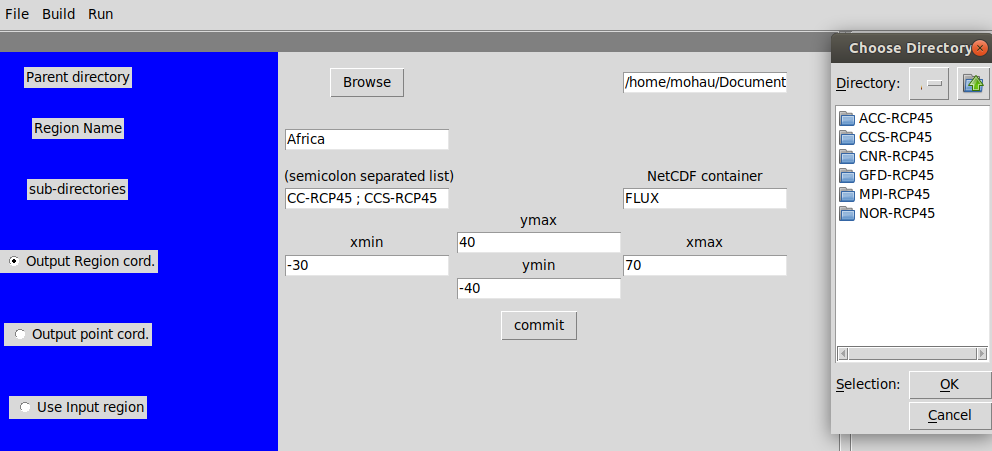 File Build Run
Choose Directory
Parent directory
Browse
/home/mohau/Document
Directory:
Region Name
Africa
sub-directories
(semicolon separated list)
NetCDF container
CC-RCP45 ; CCS-RCP45
FLUX
ymax
xmin
40
xmax
Output Region cord.
-30
ymin
70
-40
commit
Output point cord.
Use Input region
ACC-RCP45
CCS-RCP45
CNR-RCP45
GFD-RCP45
MPI-RCP45
NOR-RCP45
Selection:
OK
Cancel